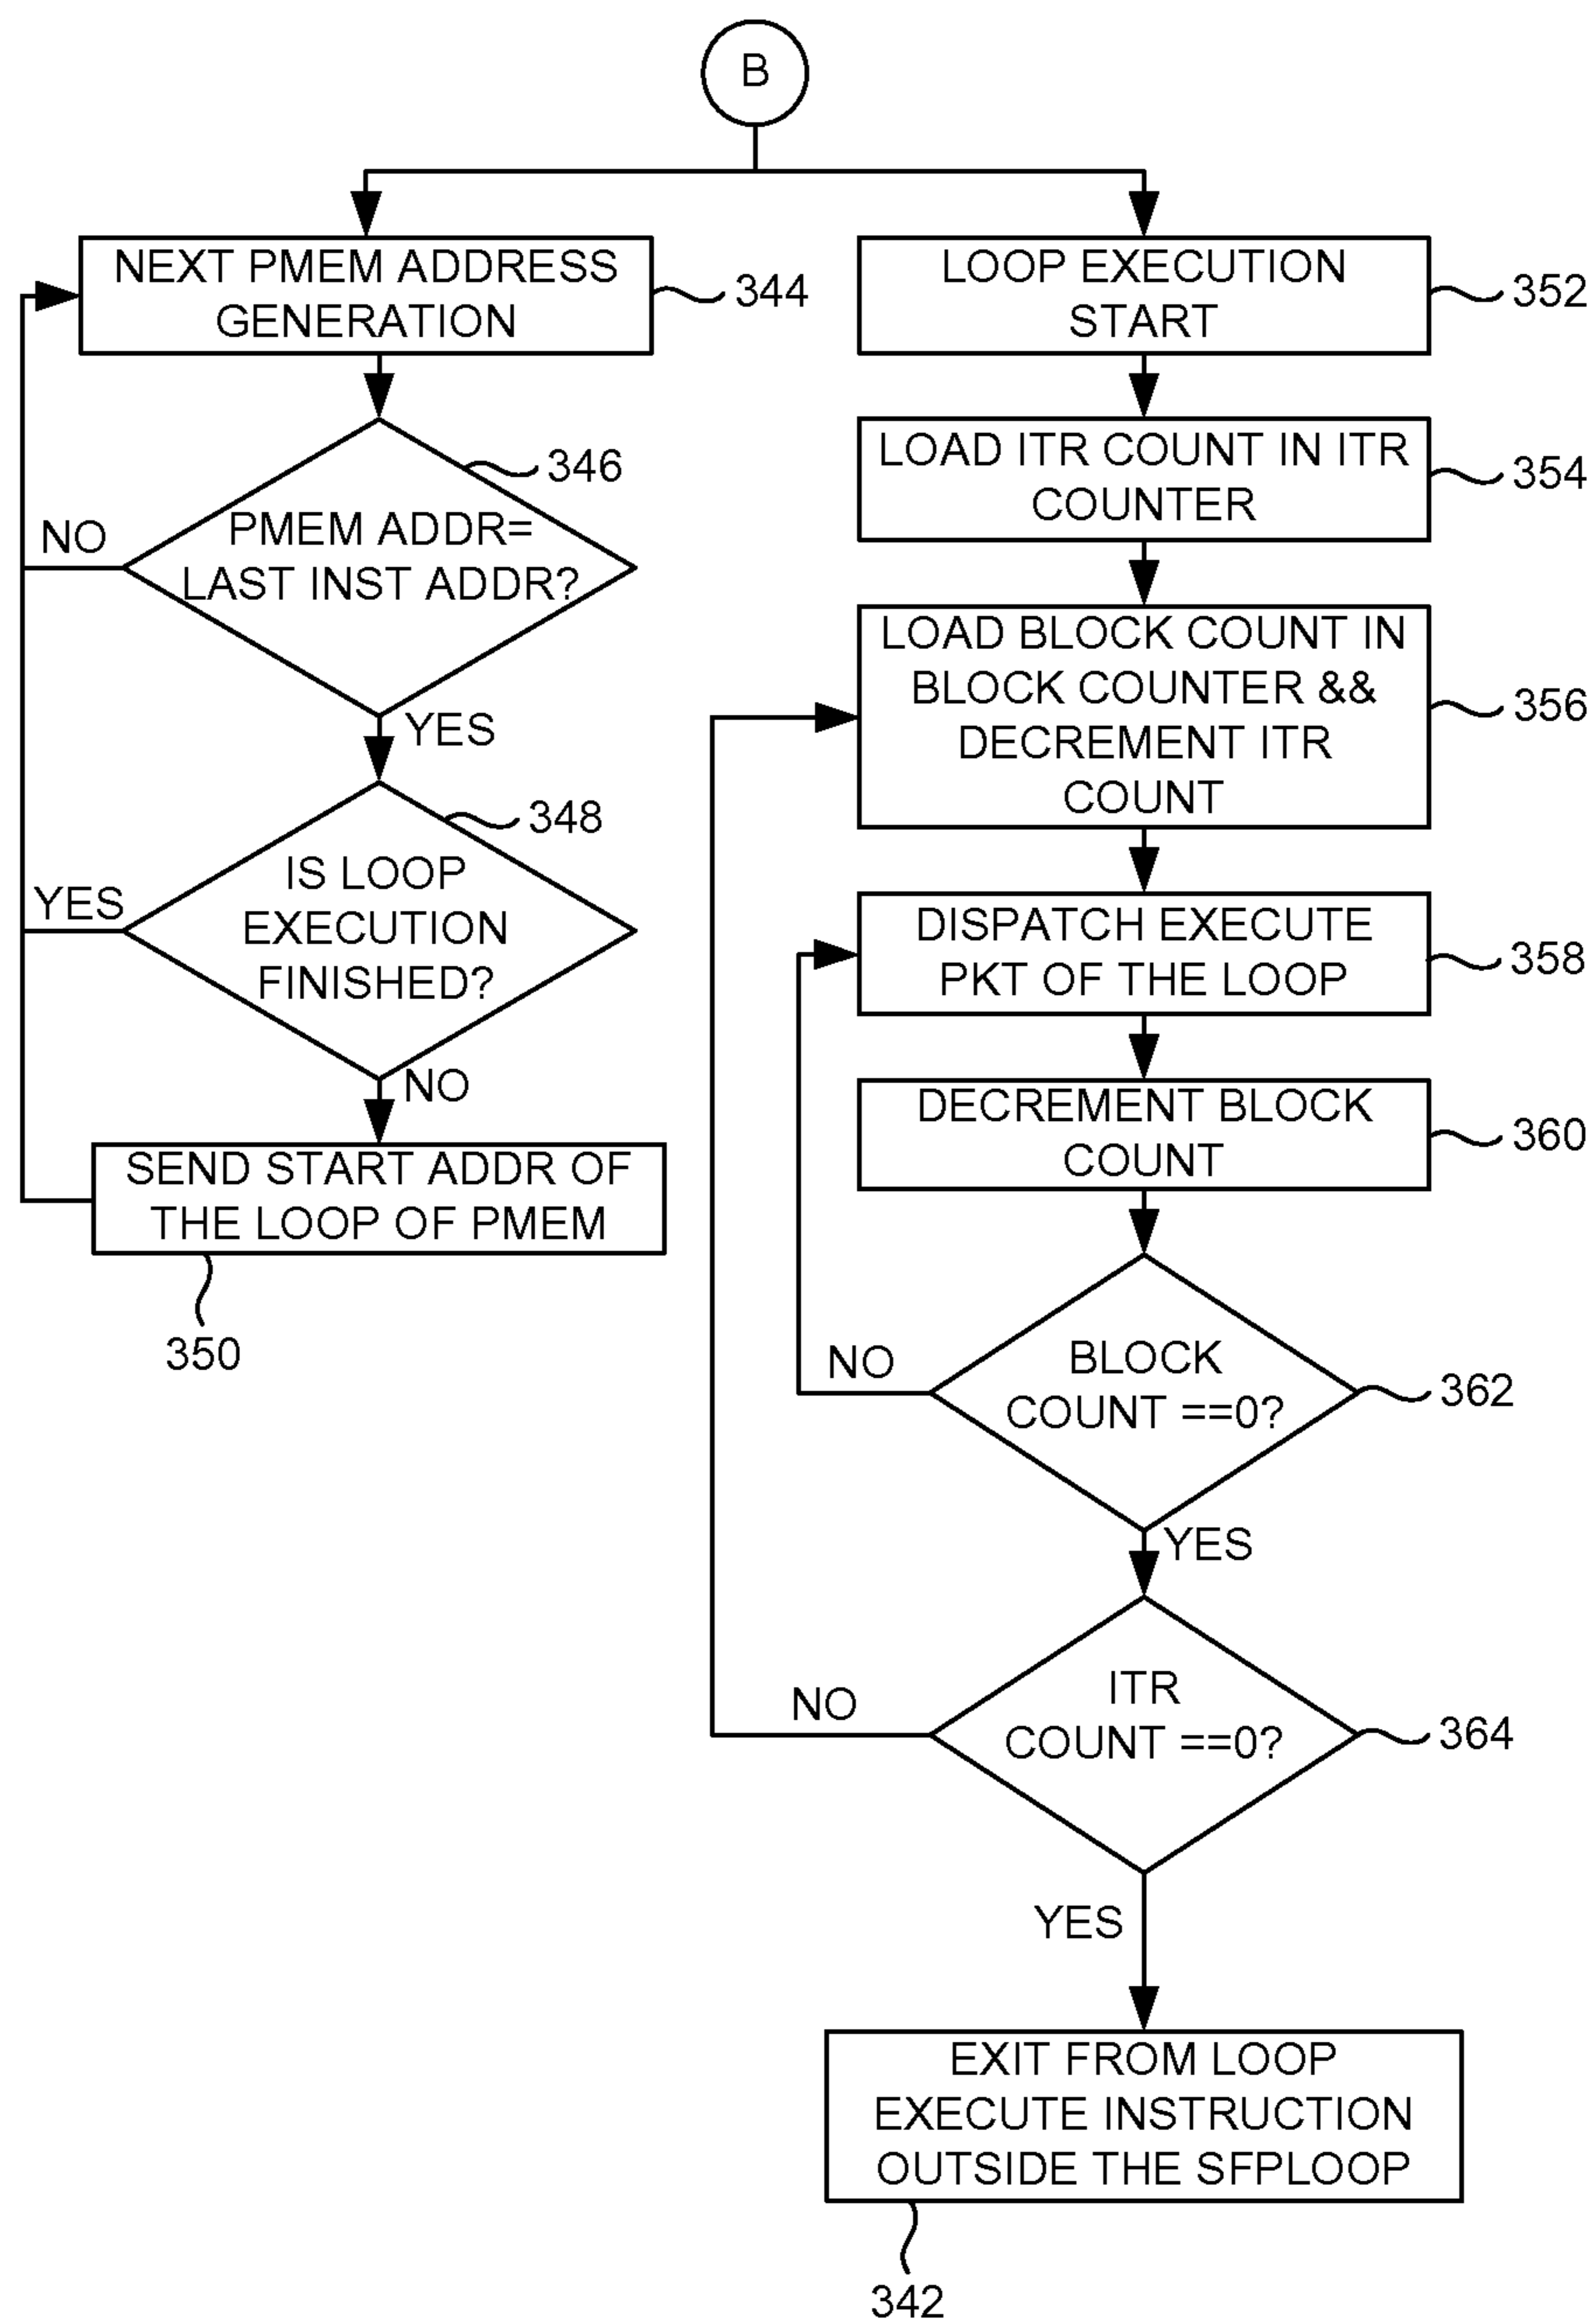 B
NEXT PMEM ADDRESS
GENERATION
344
346
PMEM ADDR=
LAST INST ADDR?
NO
YES
348
IS LOOP
EXECUTION
FINISHED?
YES
NO
SEND START ADDR OF
THE LOOP OF PMEM
350
LOOP EXECUTION
START
352
LOAD ITR COUNT IN ITR
COUNTER
354
LOAD BLOCK COUNT IN
BLOCK COUNTER &&
DECREMENT ITR
COUNT
356
DISPATCH EXECUTE
PKT OF THE LOOP
358
DECREMENT BLOCK
COUNT
360
BLOCK
COUNT ==0?
362
NO
YES
ITR
COUNT ==0?
364
NO
YES
EXIT FROM LOOP
EXECUTE INSTRUCTION
OUTSIDE THE SFPLOOP
342